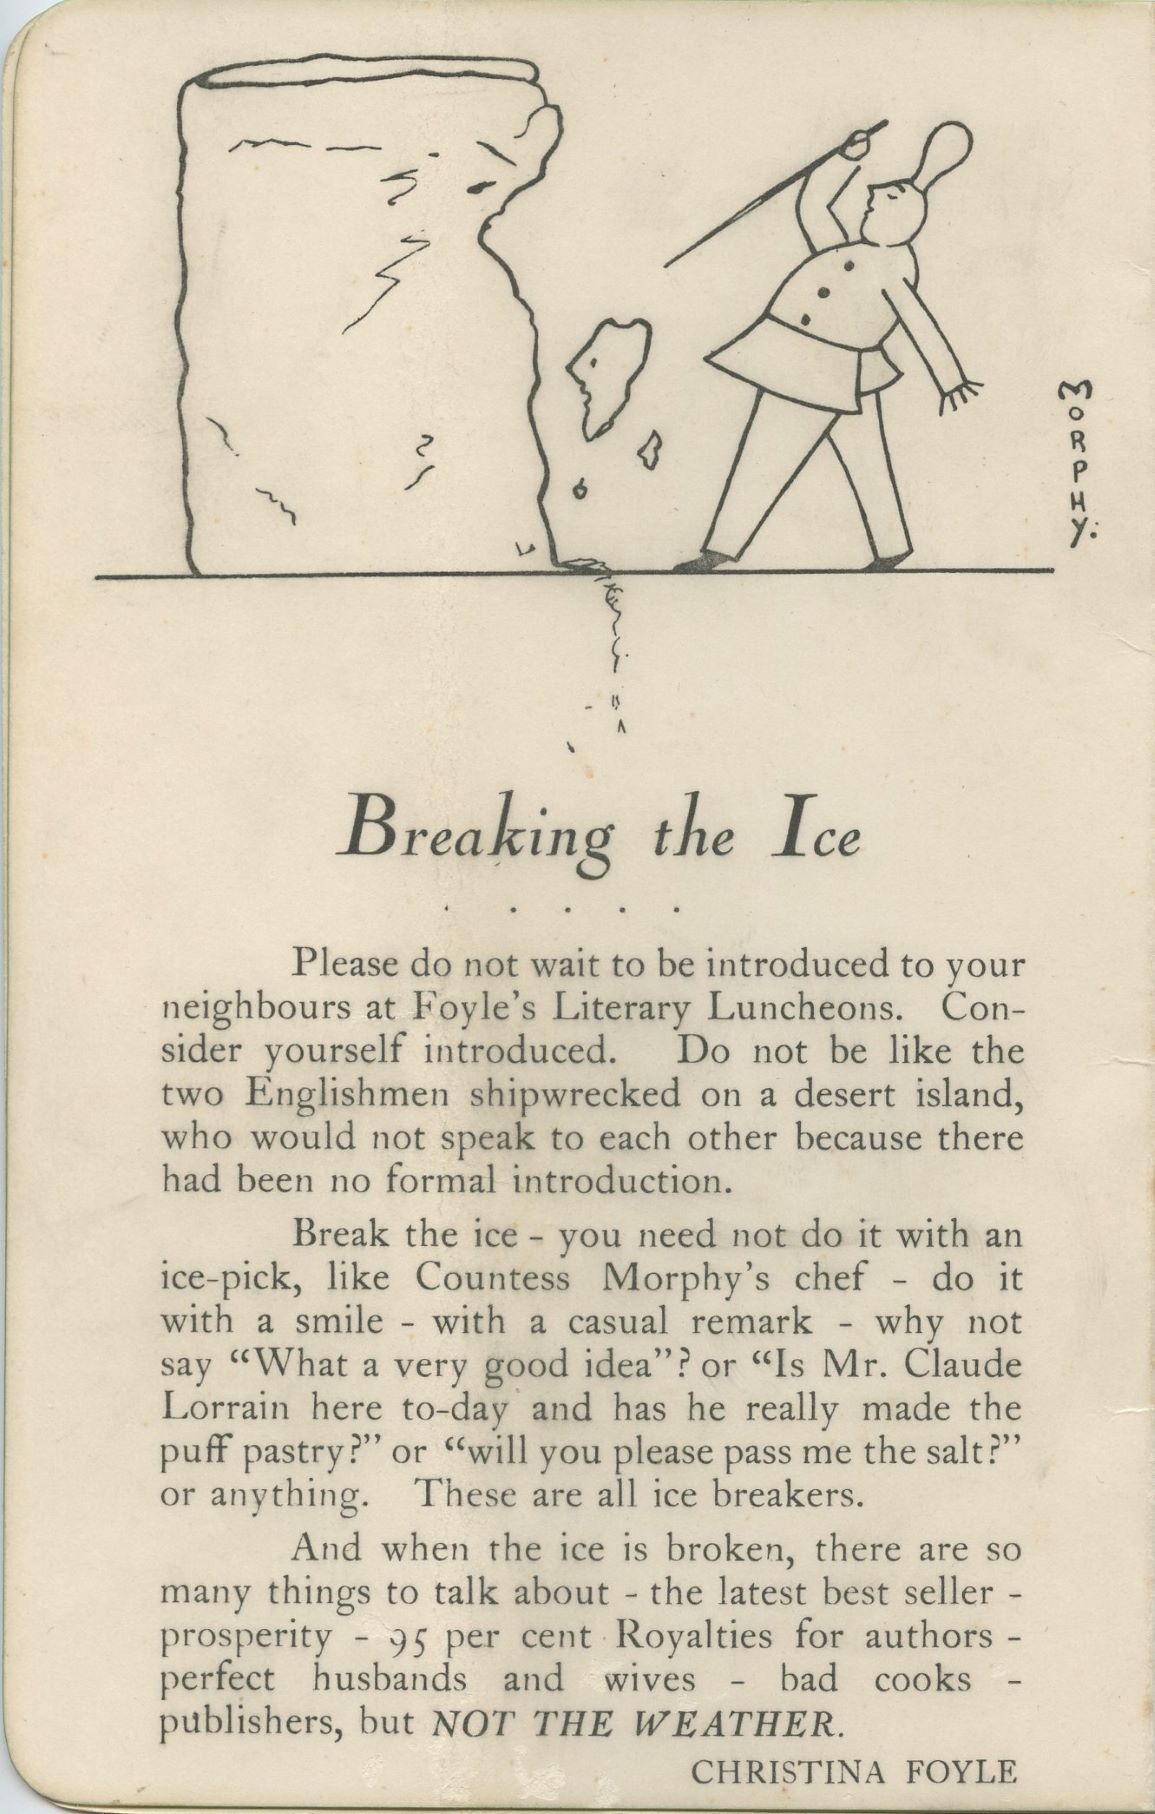 MORPHY.
Breaking the Ice
. . . . .
Please do not wait to be introduced to your
neighbours at Foyle's Literary Luncheons. Con-
sider yourself introduced. Do not be like the
two Englishmen shipwrecked on a desert island,
who would not speak to each other because there
had been no formal introduction.
Break the ice - you need not do it with an
ice-pick, like Countess Morphy's chef - do it
with a smile - with a casual remark - why not
say “What a very good idea”? or “Is Mr. Claude
Lorrain here to-day and has he really made the
puff pastry?” or “will you please pass me the salt?”
or anything. These are all ice breakers.
And when the ice is broken, there are so
many things to talk about - the latest best seller -
prosperity - 95 per cent Royalties for authors -
perfect husbands and wives - bad cooks -
publishers, but NOT THE WEATHER.
CHRISTINA FOYLE